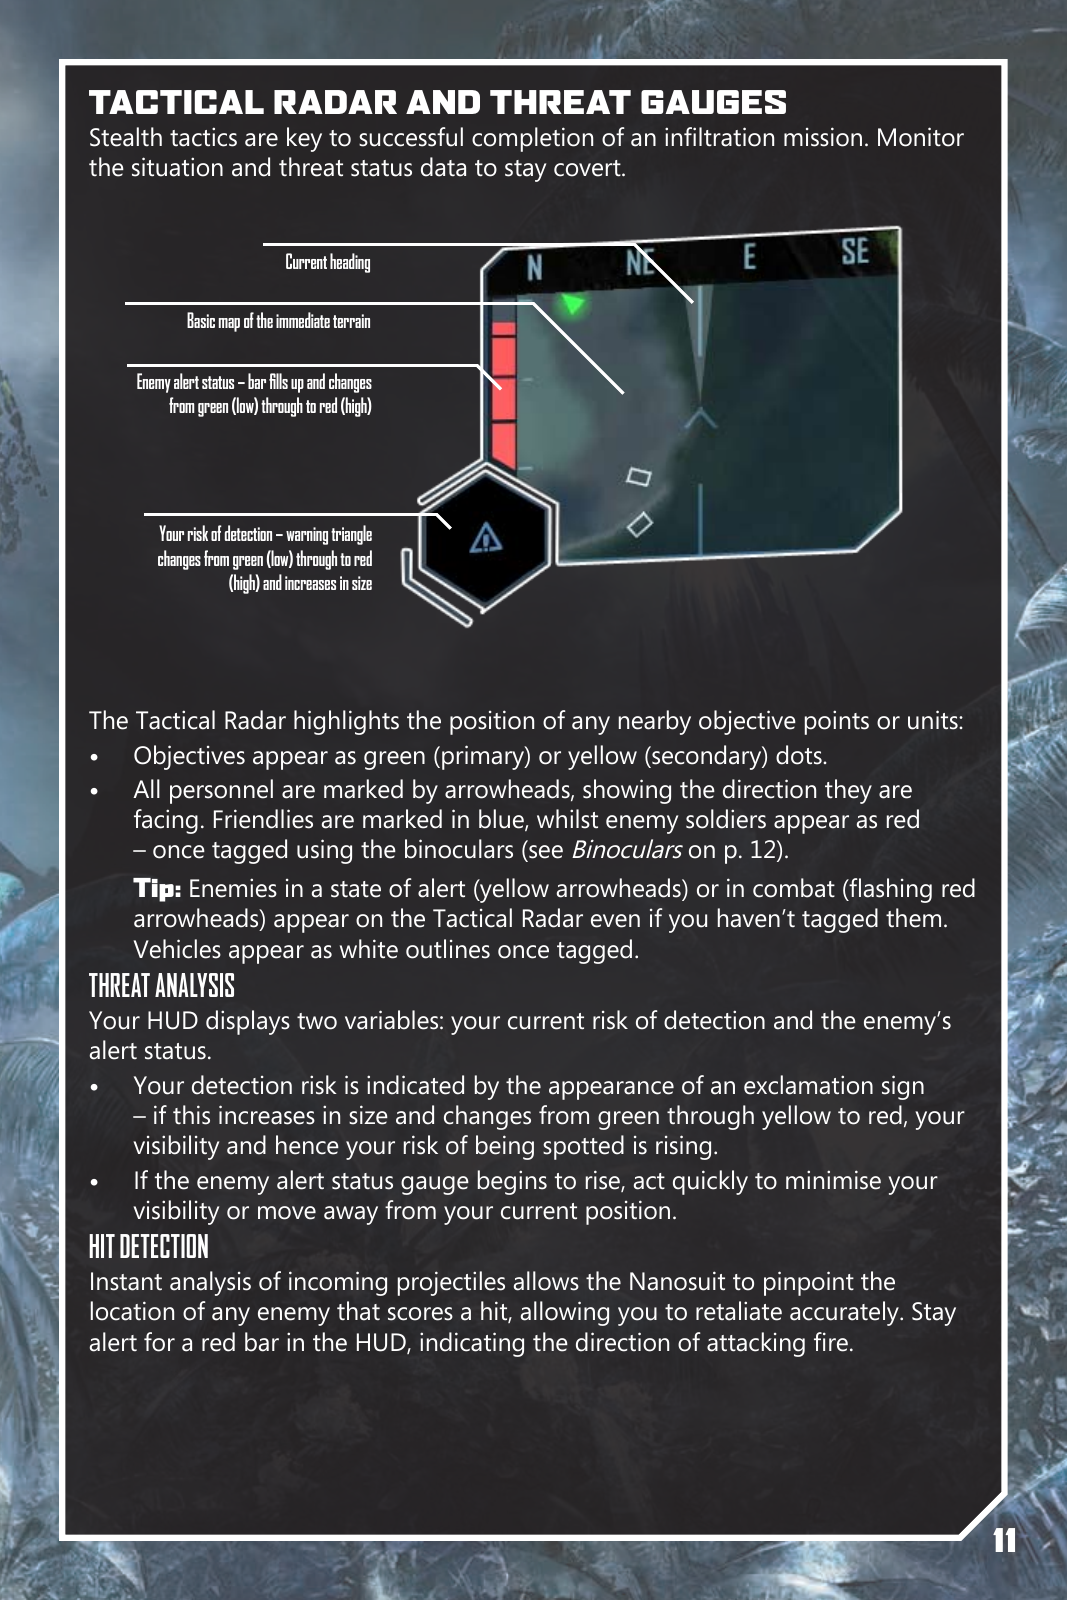 TACTICAL RADAR AND THREAT GAUGES
Stealth tactics are key to successful completion of an infiltration mission. Monitor
the situation and threat status data to stay covert.
N NE E SE
Current heading
Basic map of the immediate terrain
Enemy alert status – bar fills up and changes
from green (low) through to red (high)
Your risk of detection – warning triangle
changes from green (low) through to red
(high) and increases in size
The Tactical Radar highlights the position of any nearby objective points or units:
• Objectives appear as green (primary) or yellow (secondary) dots.
• All personnel are marked by arrowheads, showing the direction they are
facing. Friendlies are marked in blue, whilst enemy soldiers appear as red
– once tagged using the binoculars (see Binoculars on p. 12).
Tip: Enemies in a state of alert (yellow arrowheads) or in combat (flashing red
arrowheads) appear on the Tactical Radar even if you haven’t tagged them.
Vehicles appear as white outlines once tagged.
THREAT ANALYSIS
Your HUD displays two variables: your current risk of detection and the enemy’s
alert status.
• Your detection risk is indicated by the appearance of an exclamation sign
– if this increases in size and changes from green through yellow to red, your
visibility and hence your risk of being spotted is rising.
• If the enemy alert status gauge begins to rise, act quickly to minimise your
visibility or move away from your current position.
HIT DETECTION
Instant analysis of incoming projectiles allows the Nanosuit to pinpoint the
location of any enemy that scores a hit, allowing you to retaliate accurately. Stay
alert for a red bar in the HUD, indicating the direction of attacking fire.
11